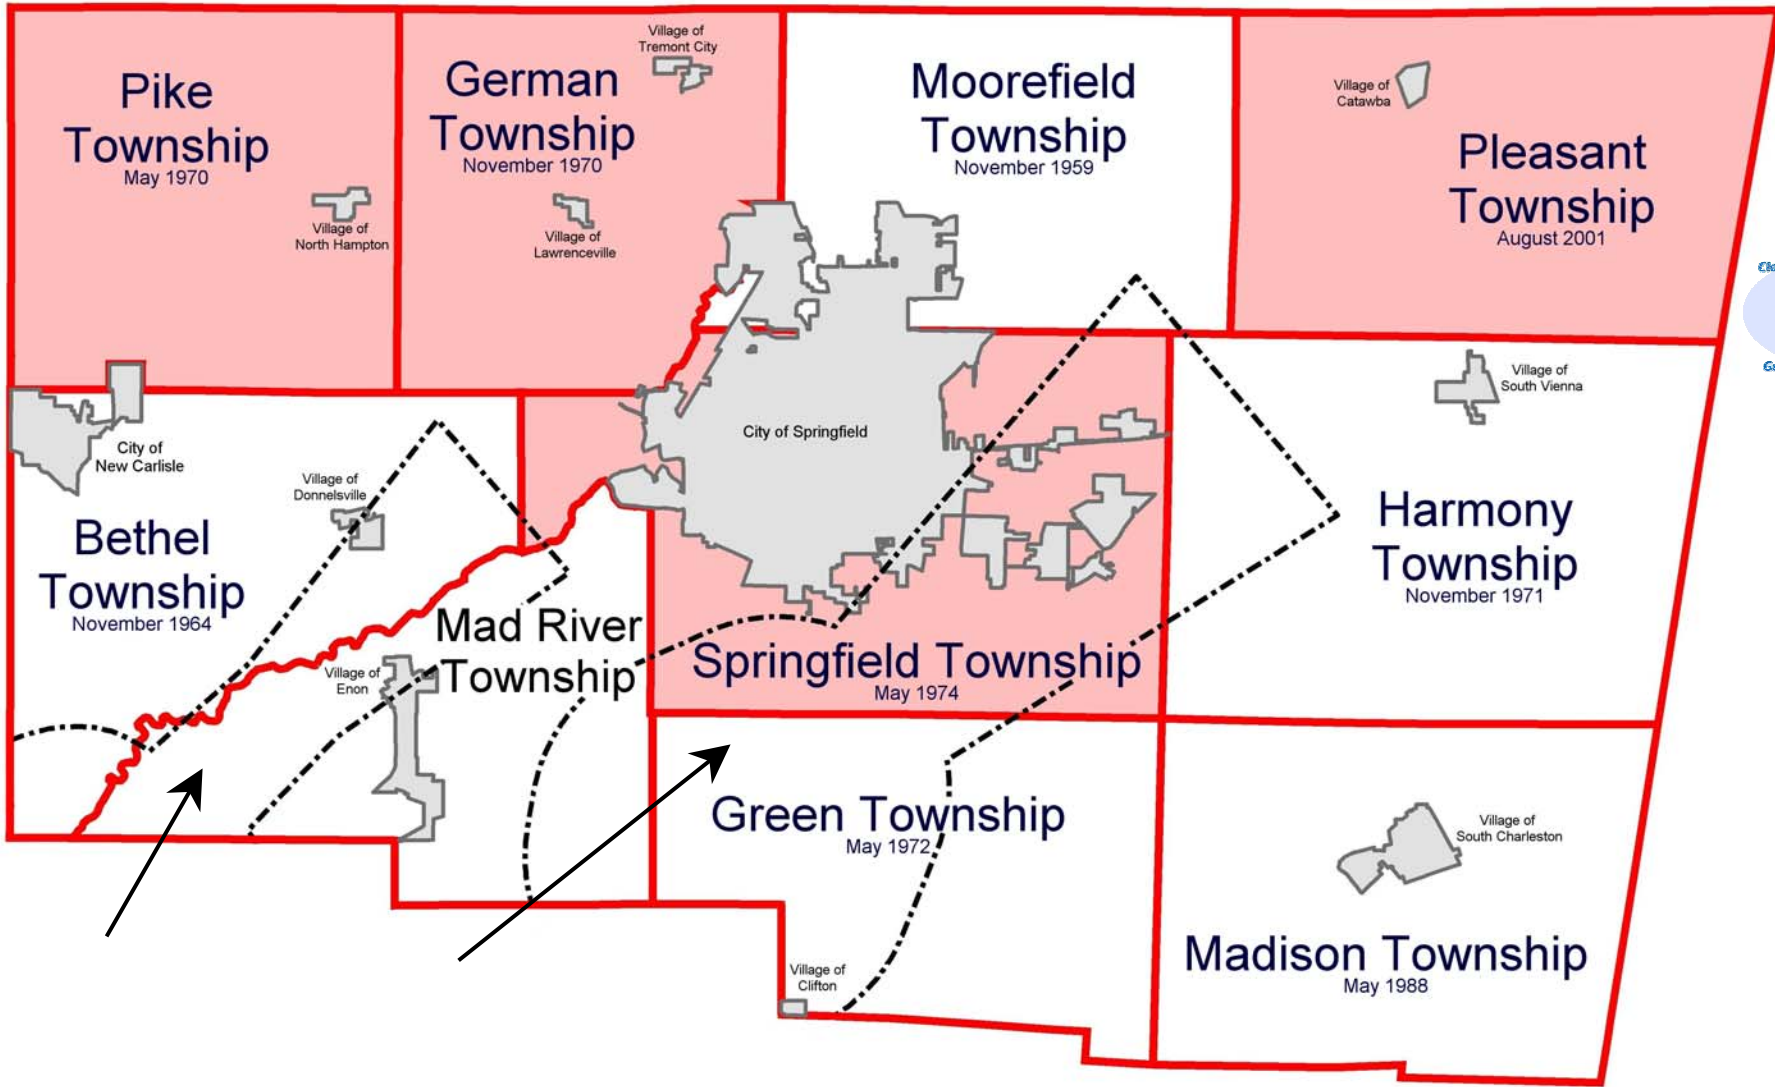 Village of
Tremont City
Pike
Township
May 1970
German
Township
November 1970
Moorefield
Township
November 1959
Village of
Catawba
Pleasant
Township
August 2001
Village of
North Hampton
Village of
Lawrenceville
City of
New Carlisle
Village of
Donnelsville
City of Springfield
Village of
South Vienna
Bethel
Township
November 1964
Harmony
Township
November 1971
Mad River
Township
Village of
Enon
Springfield Township
May 1974
Green Township
May 1972
Village of
South Charleston
Madison Township
May 1988
Village of
Clifton